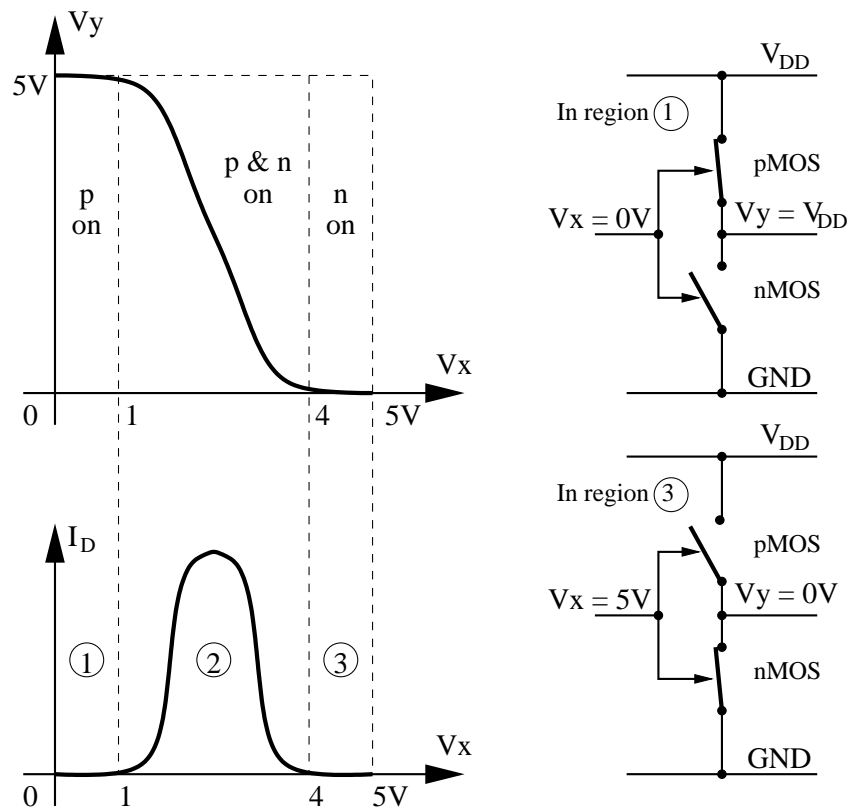 Vy
5V
p
on
p & n
on
n
on
Vx
0
1
4
5V
I_D
1
2
3
Vx
0
1
4
5V
V_DD
In region 1
pMOS
Vx = 0V
Vy = V_DD
nMOS
GND
V_DD
In region 3
pMOS
Vx = 5V
Vy = 0V
nMOS
GND